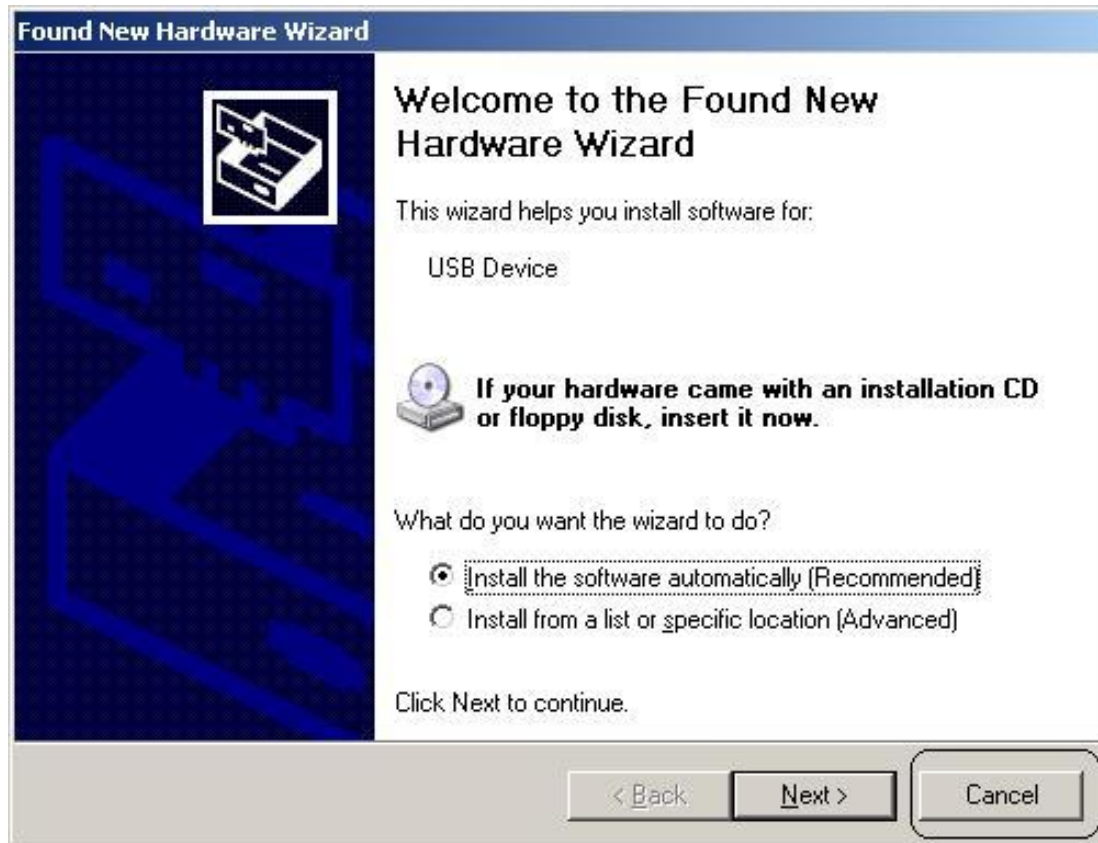 Found New Hardware Wizard
Welcome to the Found New
Hardware Wizard
This wizard helps you install software for:
USB Device
If your hardware came with an installation CD
or floppy disk, insert it now.
What do you want the wizard to do?
Install the software automatically (Recommended)
Install from a list or specific location (Advanced)
Click Next to continue.
< Back Next > Cancel